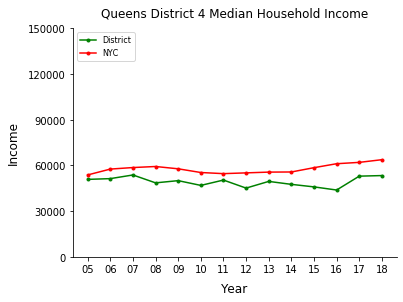 Queens District 4 Median Household Income
150000
120000
90000
60000
30000
0
Income
District
NYC
05 06 07 08 09 10 11 12 13 14 15 16 17 18
Year